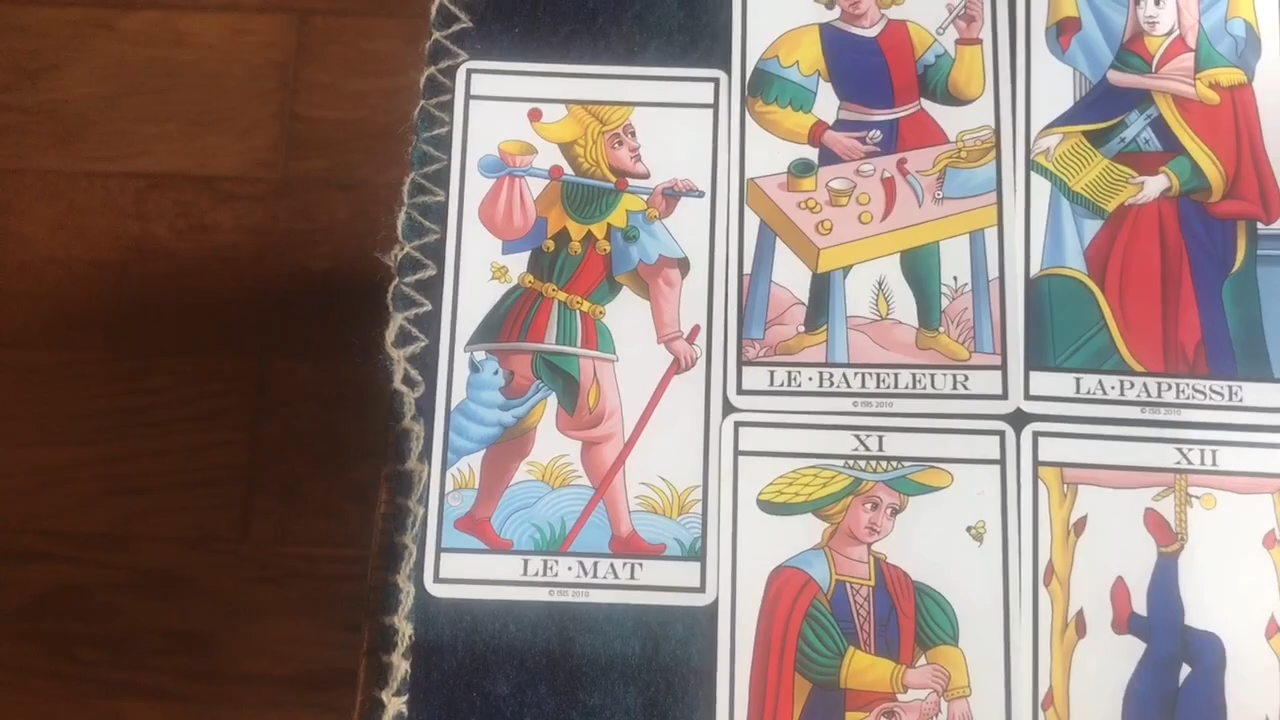 LE·BATELEUR
© ISIS 2010
LA·PAPESSE
© ISIS 2010
LE·MAT
© ISIS 2010
XI
XII